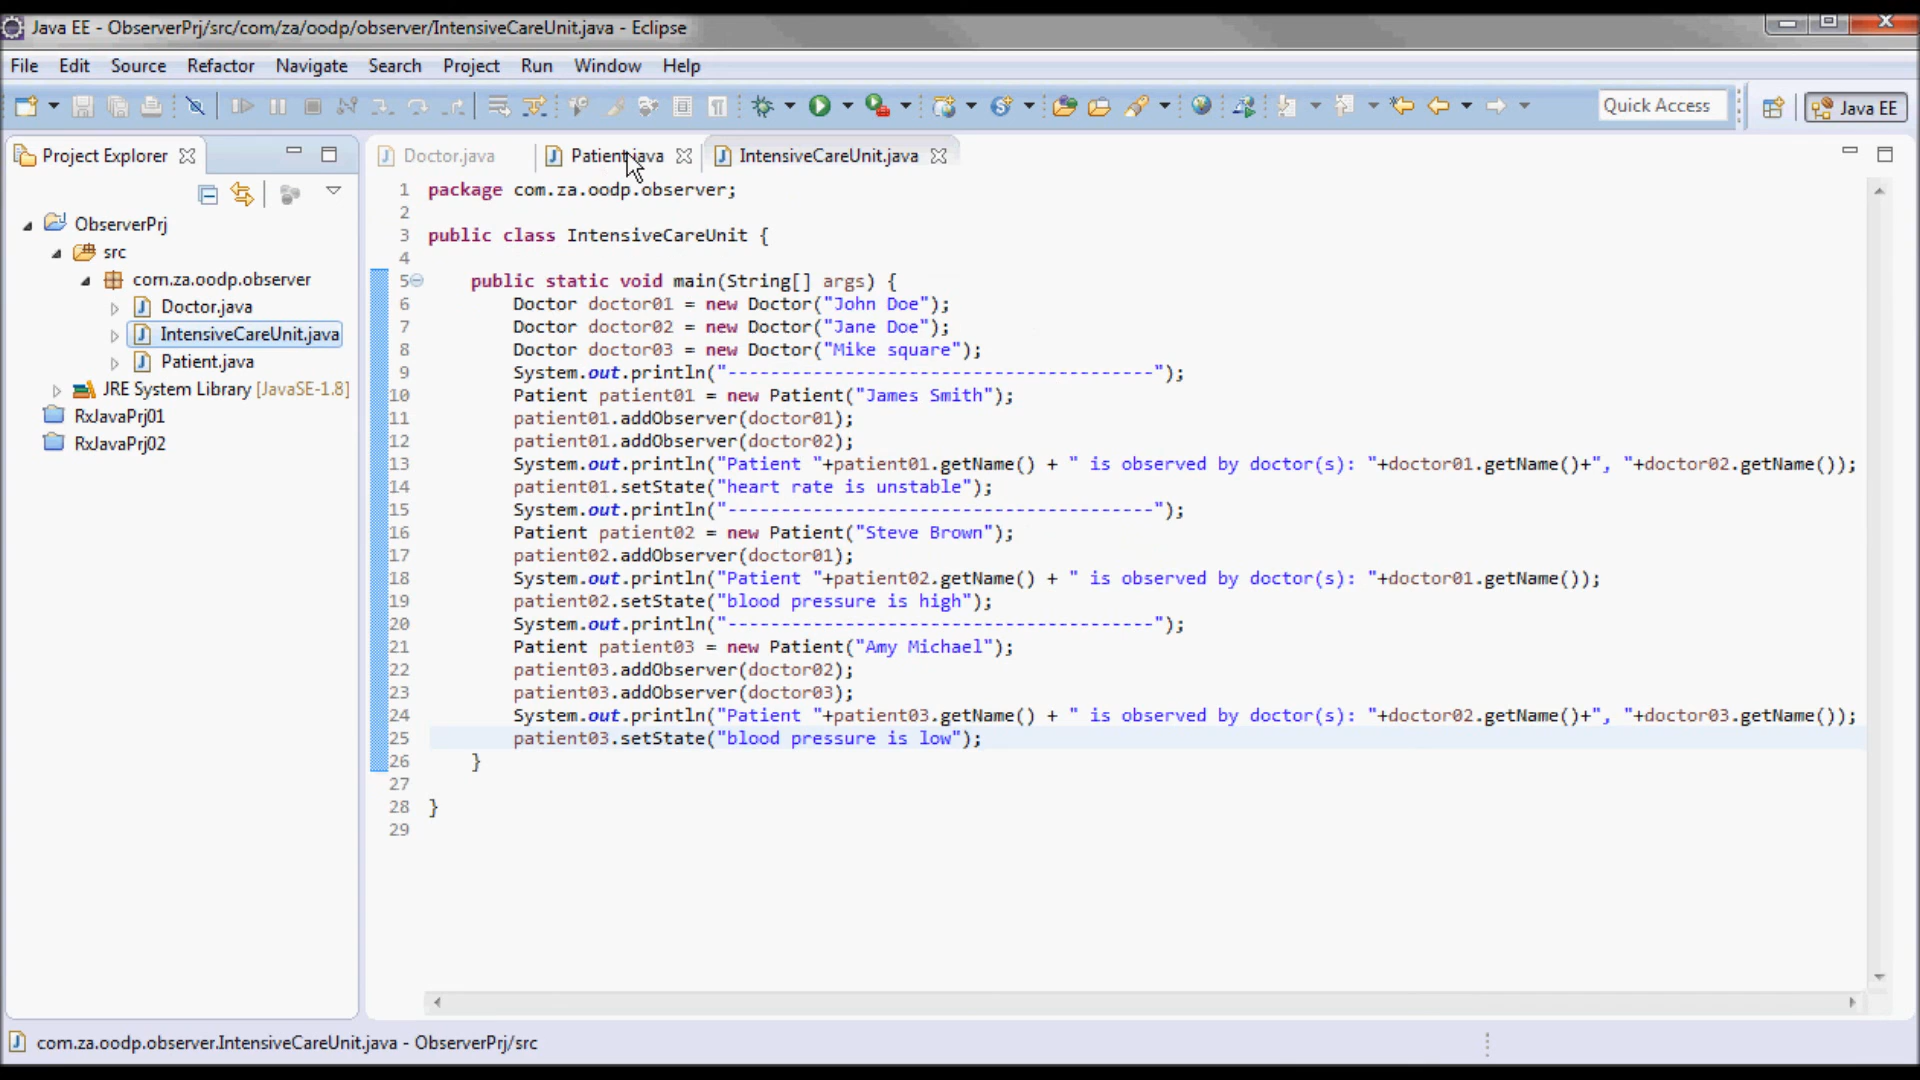 Java EE - ObserverPrj/src/com/za/oodp/observer/IntensiveCareUnit.java - Eclipse
File Edit Source Refactor Navigate Search Project Run Window Help
Quick Access
Java EE
Project Explorer
ObserverPrj
src
com.za.oodp.observer
Doctor.java
IntensiveCareUnit.java
Patient.java
JRE System Library [JavaSE-1.8]
RxJavaPrj01
RxJavaPrj02
Doctor.java Patient.java IntensiveCareUnit.java
1 package com.za.oodp.observer;
2
3 public class IntensiveCareUnit {
4
5 public static void main(String[] args) {
6 Doctor doctor01 = new Doctor("John Doe");
7 Doctor doctor02 = new Doctor("Jane Doe");
8 Doctor doctor03 = new Doctor("Mike square");
9 System.out.println("----------------------------------------");
10 Patient patient01 = new Patient("James Smith");
11 patient01.addObserver(doctor01);
12 patient01.addObserver(doctor02);
13 System.out.println("Patient "+patient01.getName() + " is observed by doctor(s): "+doctor01.getName()+", "+doctor02.getName());
14 patient01.setState("heart rate is unstable");
15 System.out.println("----------------------------------------");
16 Patient patient02 = new Patient("Steve Brown");
17 patient02.addObserver(doctor01);
18 System.out.println("Patient "+patient02.getName() + " is observed by doctor(s): "+doctor01.getName());
19 patient02.setState("blood pressure is high");
20 System.out.println("----------------------------------------");
21 Patient patient03 = new Patient("Amy Michael");
22 patient03.addObserver(doctor02);
23 patient03.addObserver(doctor03);
24 System.out.println("Patient "+patient03.getName() + " is observed by doctor(s): "+doctor02.getName()+", "+doctor03.getName());
25 patient03.setState("blood pressure is low");
26 }
27
28 }
29
com.za.oodp.observer.IntensiveCareUnit.java - ObserverPrj/src